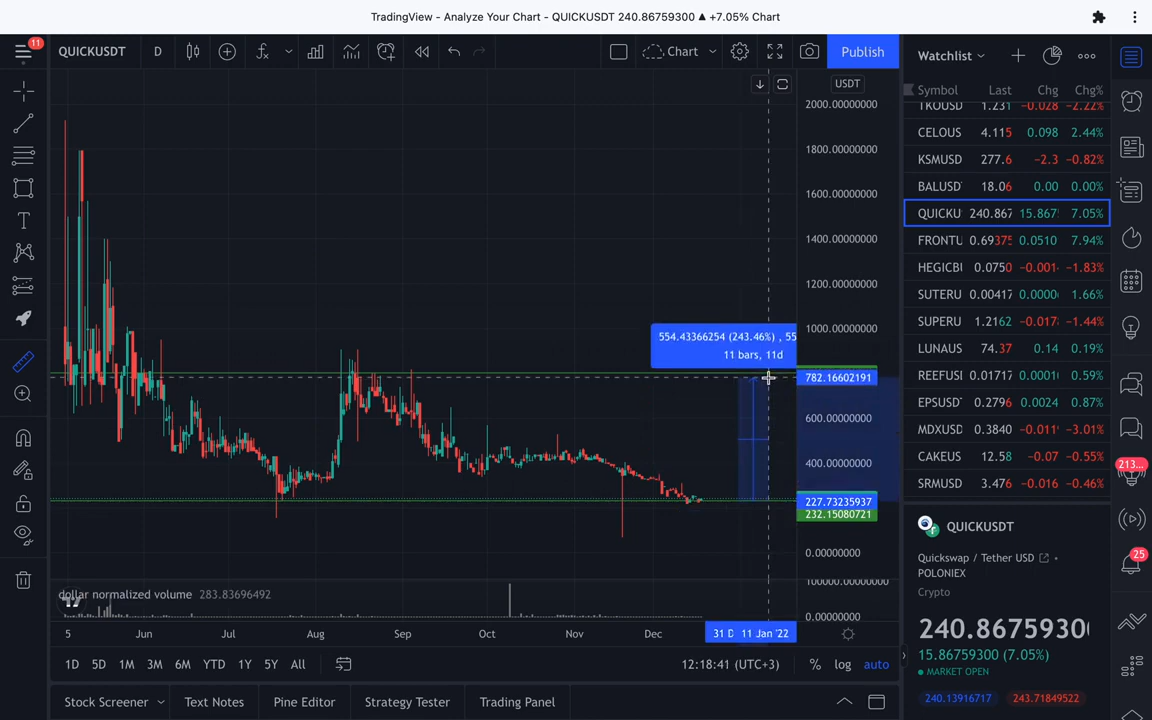 TradingView - Analyze Your Chart - QUICKUSDT 240.86759300 ▲ +7.05% Chart
11
QUICKUSDT
D
Chart
Publish
Watchlist
USDT
Symbol Last Chg Chg%
TKOUSD 1.231 −0.028 −2.22%
CELOUS 4.115 0.098 2.44%
KSMUSD 277.6 −2.3 −0.82%
BALUSD 18.06 0.00 0.00%
QUICKU 240.867 15.867 7.05%
FRONTU 0.69375 0.0510 7.94%
HEGICBI 0.0750 −0.001 −1.83%
SUTERU 0.00417 0.0000 1.66%
SUPERU 1.2162 −0.017 −1.44%
LUNAUS 74.37 0.14 0.19%
REEFUSI 0.01717 0.0001 0.59%
EPSUSD 0.2796 0.0024 0.87%
MDXUSD 0.3840 −0.011 −3.01%
CAKEUS 12.58 −0.07 −0.55%
SRMUSD 3.476 −0.016 −0.46%
2000.00000000
1800.00000000
1600.00000000
1400.00000000
1200.00000000
1000.00000000
554.43366254 (243.46%) , 55
11 bars, 11d
782.16602191
600.00000000
400.00000000
227.73235937
232.15080721
0.00000000
dollar normalized volume 283.83696492
100000.00000000
0.00000000
5 Jun Jul Aug Sep Oct Nov Dec 31 D 11 Jan '22
1D 5D 1M 3M 6M YTD 1Y 5Y All
12:18:41 (UTC+3) % log auto
Stock Screener Text Notes Pine Editor Strategy Tester Trading Panel
QUICKUSDT
Quickswap / Tether USD
POLONIEX
Crypto
240.8675930
15.86759300 (7.05%)
MARKET OPEN
240.13916717 243.71849522
213...
25